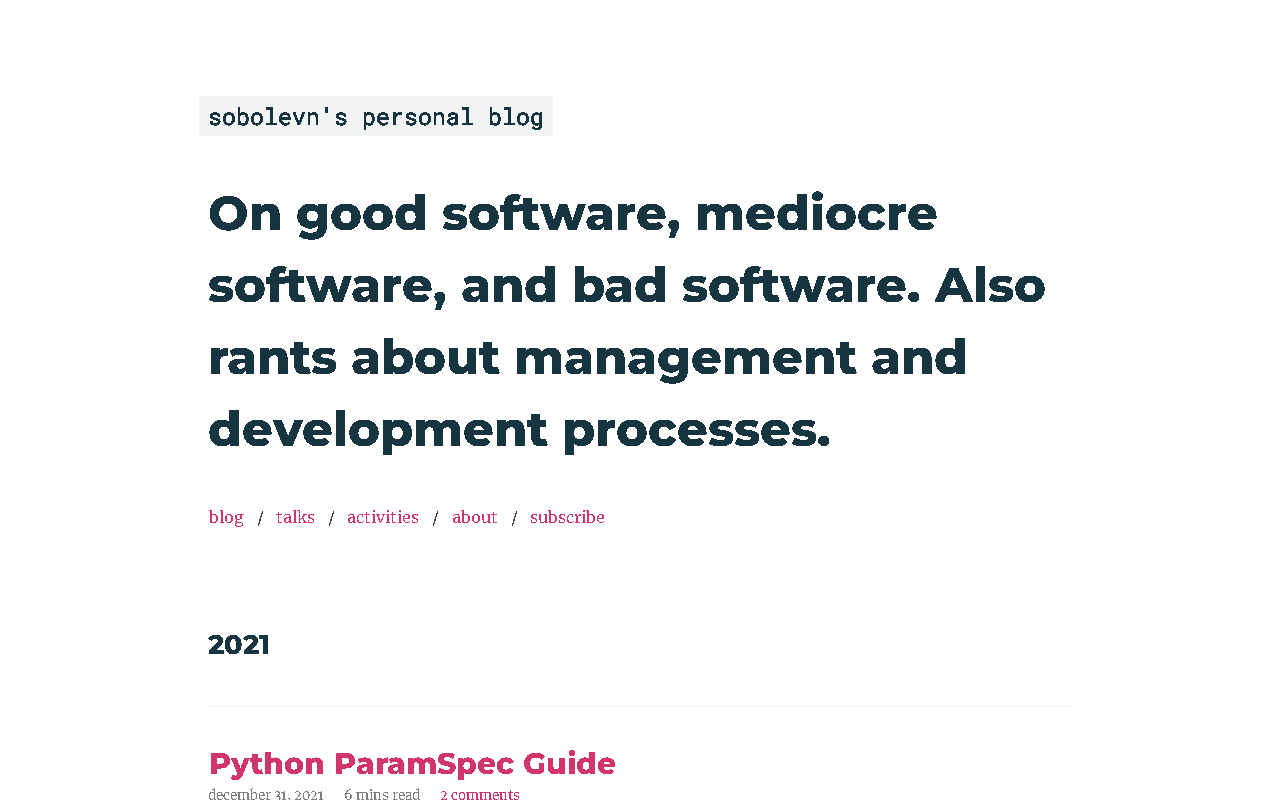 sobolevn's personal blog
On good software, mediocre
software, and bad software. Also
rants about management and
development processes.
blog / talks / activities / about / subscribe
2021
Python ParamSpec Guide
december 31, 2021 6 mins read 2 comments